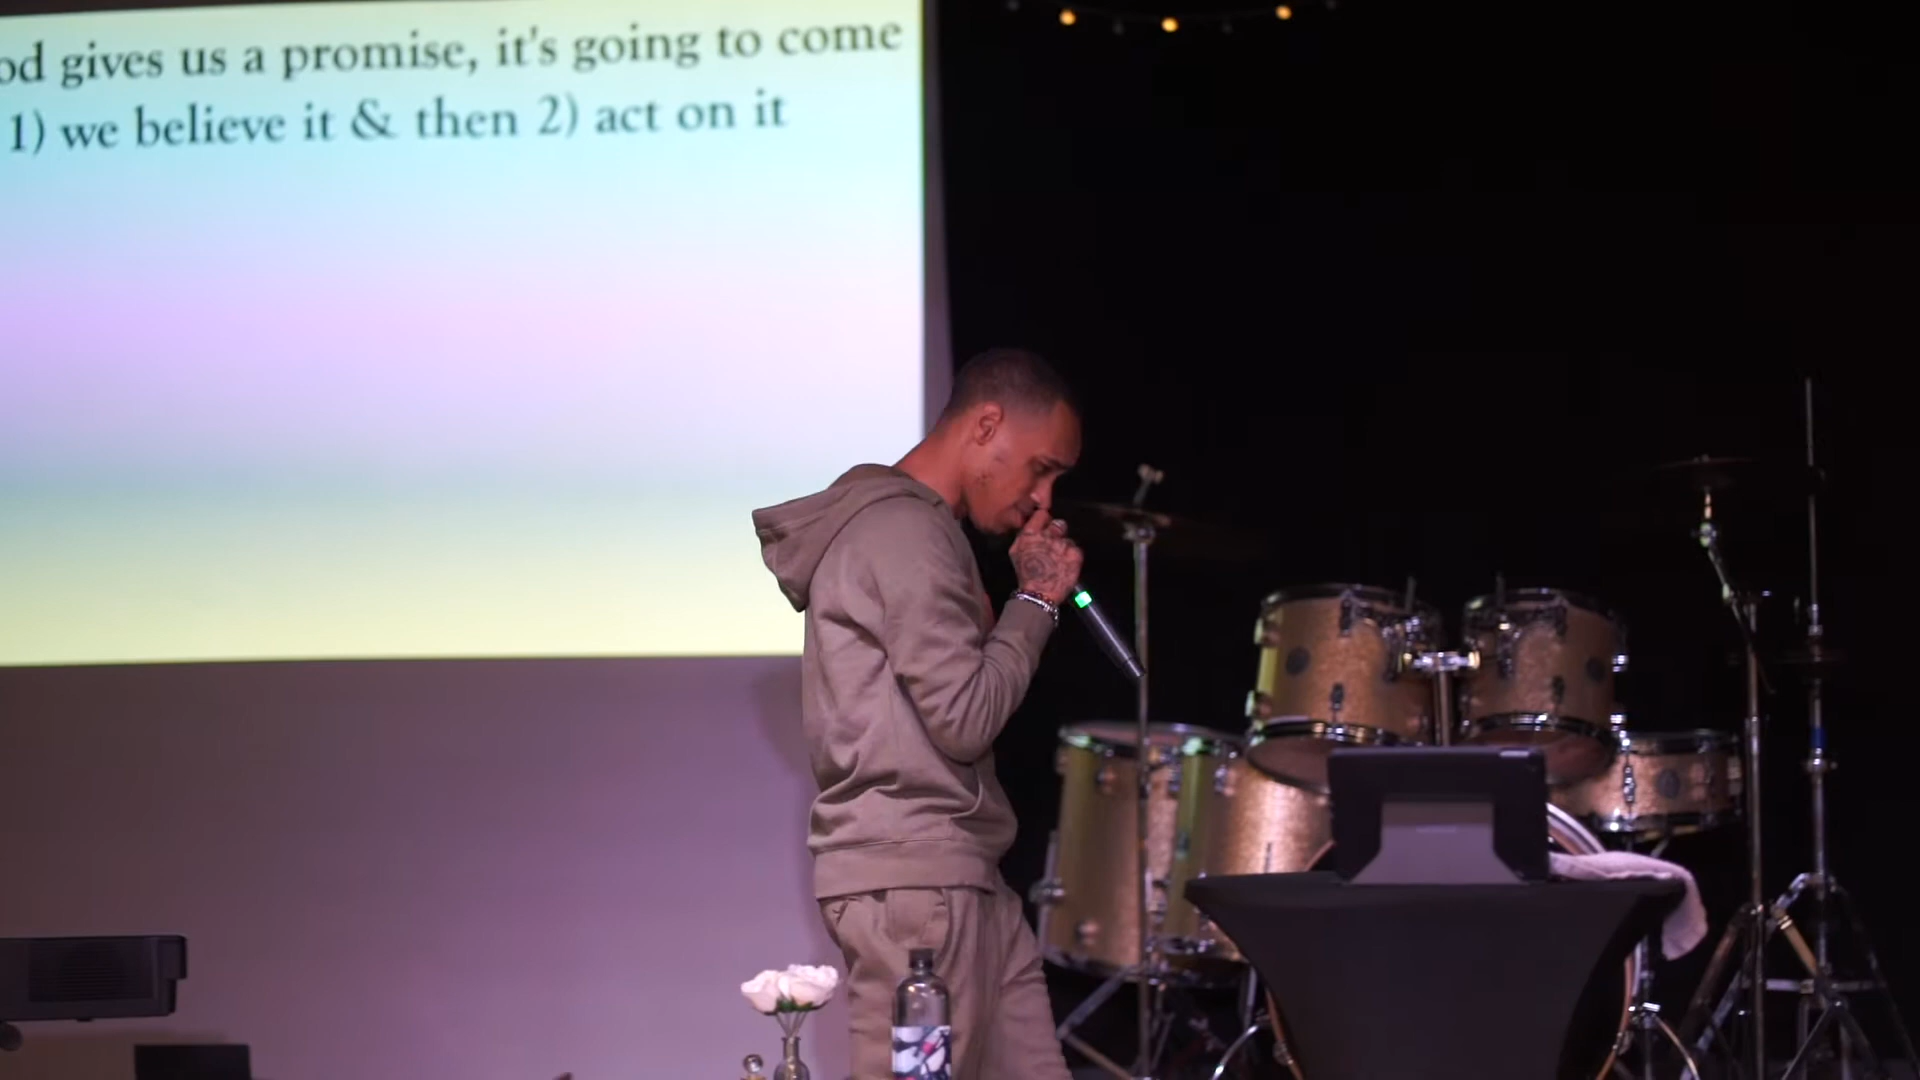 od gives us a promise, it's going to come
1) we believe it & then 2) act on it